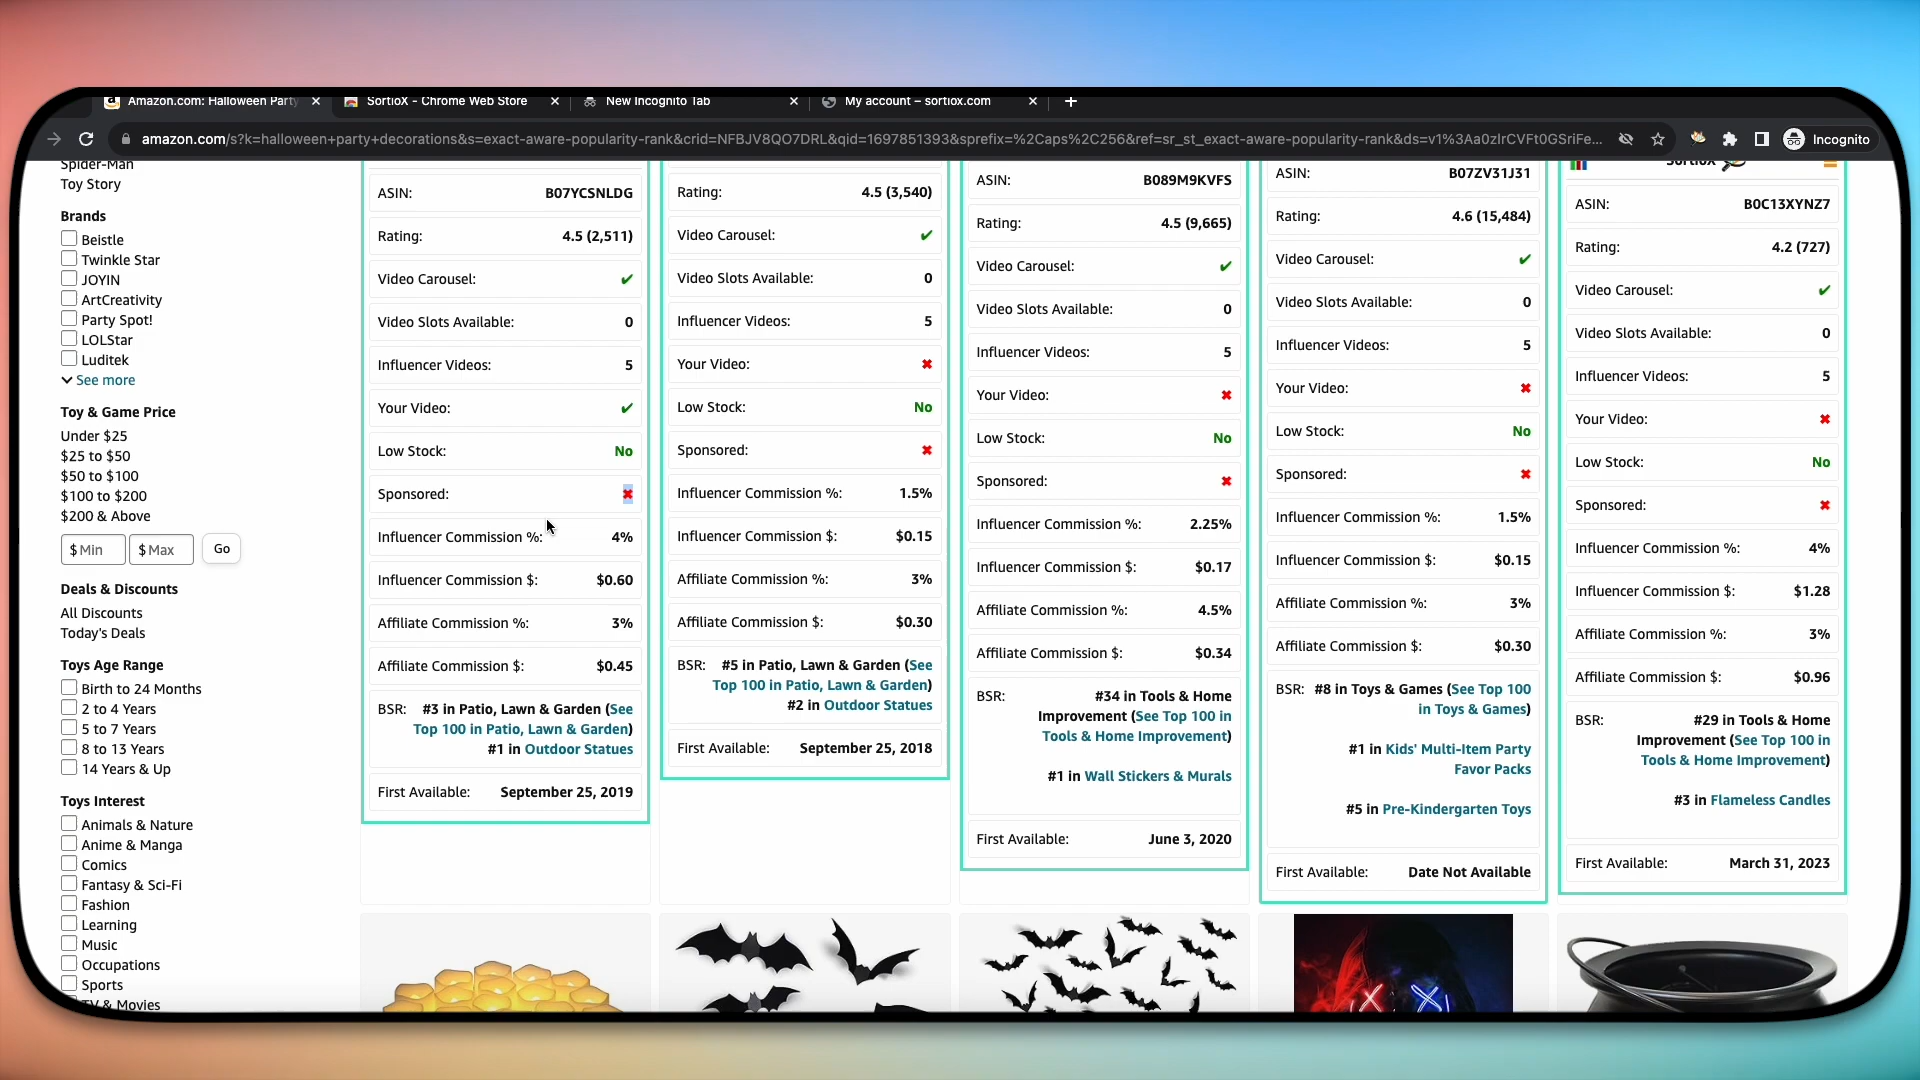 Amazon.com: Halloween Party
SortioX - Chrome Web Store
New Incognito Tab
My account – sortiox.com
amazon.com/s?k=halloween+party+decorations&s=exact-aware-popularity-rank&crid=NFBJV8QO7DRL&qid=1697851393&sprefix=%2Caps%2C256&ref=sr_st_exact-aware-popularity-rank&ds=v1%3Aa0zIrCVFt0GSriFe...
Incognito
Spider-Man
Toy Story
Brands
Beistle
Twinkle Star
JOYIN
ArtCreativity
Party Spot!
LOLStar
Luditek
See more
Toy & Game Price
Under $25
$25 to $50
$50 to $100
$100 to $200
$200 & Above
$ Min $ Max Go
Deals & Discounts
All Discounts
Today's Deals
Toys Age Range
Birth to 24 Months
2 to 4 Years
5 to 7 Years
8 to 13 Years
14 Years & Up
Toys Interest
Animals & Nature
Anime & Manga
Comics
Fantasy & Sci-Fi
Fashion
Learning
Music
Occupations
Sports
TV & Movies
ASIN: B07YCSNLDG
Rating: 4.5 (2,511)
Video Carousel: ✔
Video Slots Available: 0
Influencer Videos: 5
Your Video: ✔
Low Stock: No
Sponsored: ✖
Influencer Commission %: 4%
Influencer Commission $: $0.60
Affiliate Commission %: 3%
Affiliate Commission $: $0.45
BSR: #3 in Patio, Lawn & Garden (See
Top 100 in Patio, Lawn & Garden)
#1 in Outdoor Statues
First Available: September 25, 2019
Rating: 4.5 (3,540)
Video Carousel: ✔
Video Slots Available: 0
Influencer Videos: 5
Your Video: ✖
Low Stock: No
Sponsored: ✖
Influencer Commission %: 1.5%
Influencer Commission $: $0.15
Affiliate Commission %: 3%
Affiliate Commission $: $0.30
BSR: #5 in Patio, Lawn & Garden (See
Top 100 in Patio, Lawn & Garden)
#2 in Outdoor Statues
First Available: September 25, 2018
ASIN: B089M9KVFS
Rating: 4.5 (9,665)
Video Carousel: ✔
Video Slots Available: 0
Influencer Videos: 5
Your Video: ✖
Low Stock: No
Sponsored: ✖
Influencer Commission %: 2.25%
Influencer Commission $: $0.17
Affiliate Commission %: 4.5%
Affiliate Commission $: $0.34
BSR: #34 in Tools & Home
Improvement (See Top 100 in
Tools & Home Improvement)
#1 in Wall Stickers & Murals
First Available: June 3, 2020
ASIN: B07ZV31J31
Rating: 4.6 (15,484)
Video Carousel: ✔
Video Slots Available: 0
Influencer Videos: 5
Your Video: ✖
Low Stock: No
Sponsored: ✖
Influencer Commission %: 1.5%
Influencer Commission $: $0.15
Affiliate Commission %: 3%
Affiliate Commission $: $0.30
BSR: #8 in Toys & Games (See Top 100
in Toys & Games)
#1 in Kids' Multi-Item Party
Favor Packs
#5 in Pre-Kindergarten Toys
First Available: Date Not Available
SortioX
ASIN: B0C13XYNZ7
Rating: 4.2 (727)
Video Carousel: ✔
Video Slots Available: 0
Influencer Videos: 5
Your Video: ✖
Low Stock: No
Sponsored: ✖
Influencer Commission %: 4%
Influencer Commission $: $1.28
Affiliate Commission %: 3%
Affiliate Commission $: $0.96
BSR: #29 in Tools & Home
Improvement (See Top 100 in
Tools & Home Improvement)
#3 in Flameless Candles
First Available: March 31, 2023